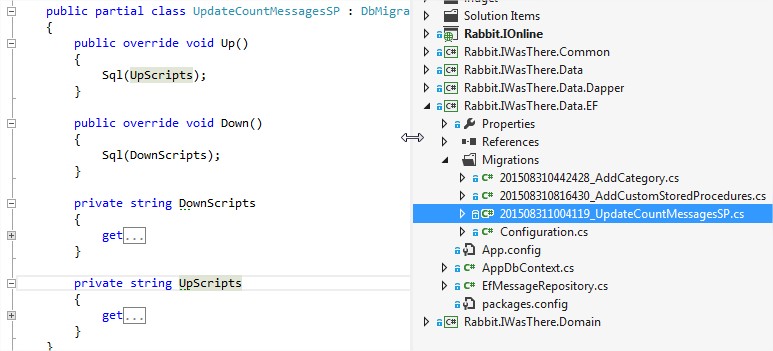 public partial class UpdateCountMessagesSP : DbMigra
{
public override void Up()
{
Sql(UpScripts);
}
public override void Down()
{
Sql(DownScripts);
}
private string DownScripts
{
get...
}
private string UpScripts
{
get...
}
}
Solution Items
Rabbit.IOnline
Rabbit.IWasThere.Common
Rabbit.IWasThere.Data
Rabbit.IWasThere.Data.Dapper
Rabbit.IWasThere.Data.EF
Properties
References
Migrations
201508310442428_AddCategory.cs
201508310816430_AddCustomStoredProcedures.cs
201508311004119_UpdateCountMessagesSP.cs
Configuration.cs
App.config
AppDbContext.cs
EfMessageRepository.cs
packages.config
Rabbit.IWasThere.Domain